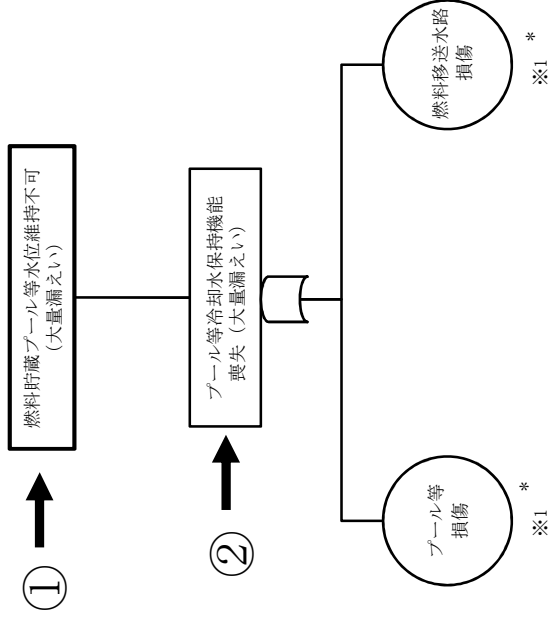 ①
燃料貯蔵プール等水位維持不可
(大量漏えい)
②
プール等冷却水保持機能
喪失（大量漏えい）
プール等
損傷
*
※1
燃料移送水路
損傷
*
※1